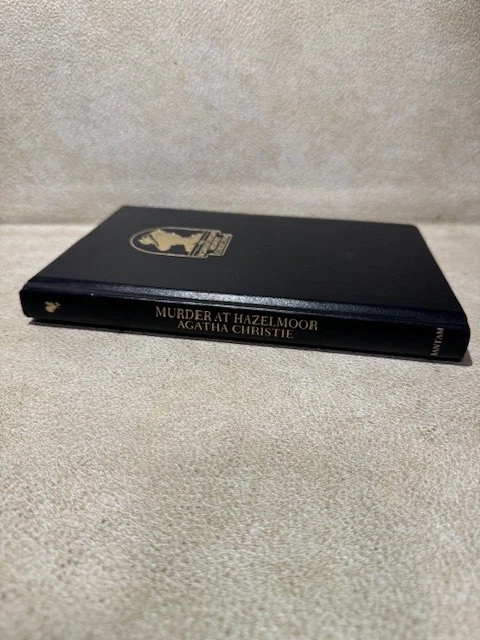 MURDER AT HAZELMOOR
AGATHA CHRISTIE
BANTAM